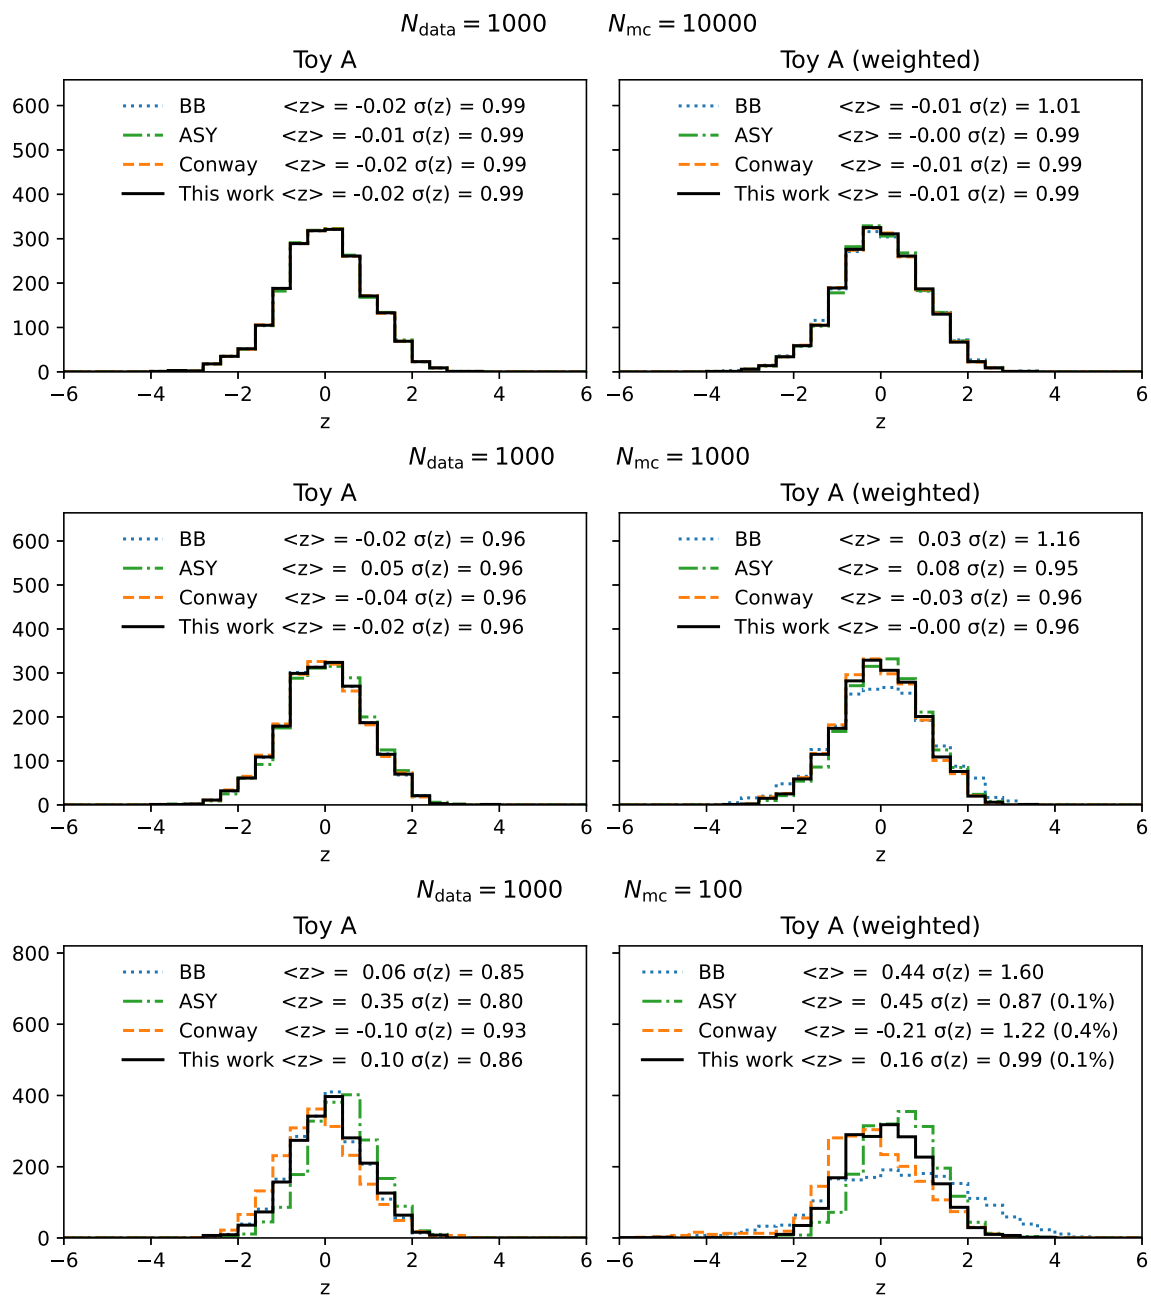 N_data = 1000 N_mc = 10000
Toy A
600
500
400
300
200
100
0
BB <z> = -0.02 σ(z) = 0.99
ASY <z> = -0.01 σ(z) = 0.99
Conway <z> = -0.02 σ(z) = 0.99
This work <z> = -0.02 σ(z) = 0.99
−6 −4 −2 0 2 4 6
z
Toy A (weighted)
BB <z> = -0.01 σ(z) = 1.01
ASY <z> = -0.00 σ(z) = 0.99
Conway <z> = -0.01 σ(z) = 0.99
This work <z> = -0.01 σ(z) = 0.99
−6 −4 −2 0 2 4 6
z
N_data = 1000 N_mc = 1000
Toy A
600
500
400
300
200
100
0
BB <z> = -0.02 σ(z) = 0.96
ASY <z> = 0.05 σ(z) = 0.96
Conway <z> = -0.04 σ(z) = 0.96
This work <z> = -0.02 σ(z) = 0.96
−6 −4 −2 0 2 4 6
z
Toy A (weighted)
BB <z> = 0.03 σ(z) = 1.16
ASY <z> = 0.08 σ(z) = 0.95
Conway <z> = -0.03 σ(z) = 0.96
This work <z> = -0.00 σ(z) = 0.96
−6 −4 −2 0 2 4 6
z
N_data = 1000 N_mc = 100
Toy A
800
600
400
200
0
BB <z> = 0.06 σ(z) = 0.85
ASY <z> = 0.35 σ(z) = 0.80
Conway <z> = -0.10 σ(z) = 0.93
This work <z> = 0.10 σ(z) = 0.86
−6 −4 −2 0 2 4 6
z
Toy A (weighted)
BB <z> = 0.44 σ(z) = 1.60
ASY <z> = 0.45 σ(z) = 0.87 (0.1%)
Conway <z> = -0.21 σ(z) = 1.22 (0.4%)
This work <z> = 0.16 σ(z) = 0.99 (0.1%)
−6 −4 −2 0 2 4 6
z